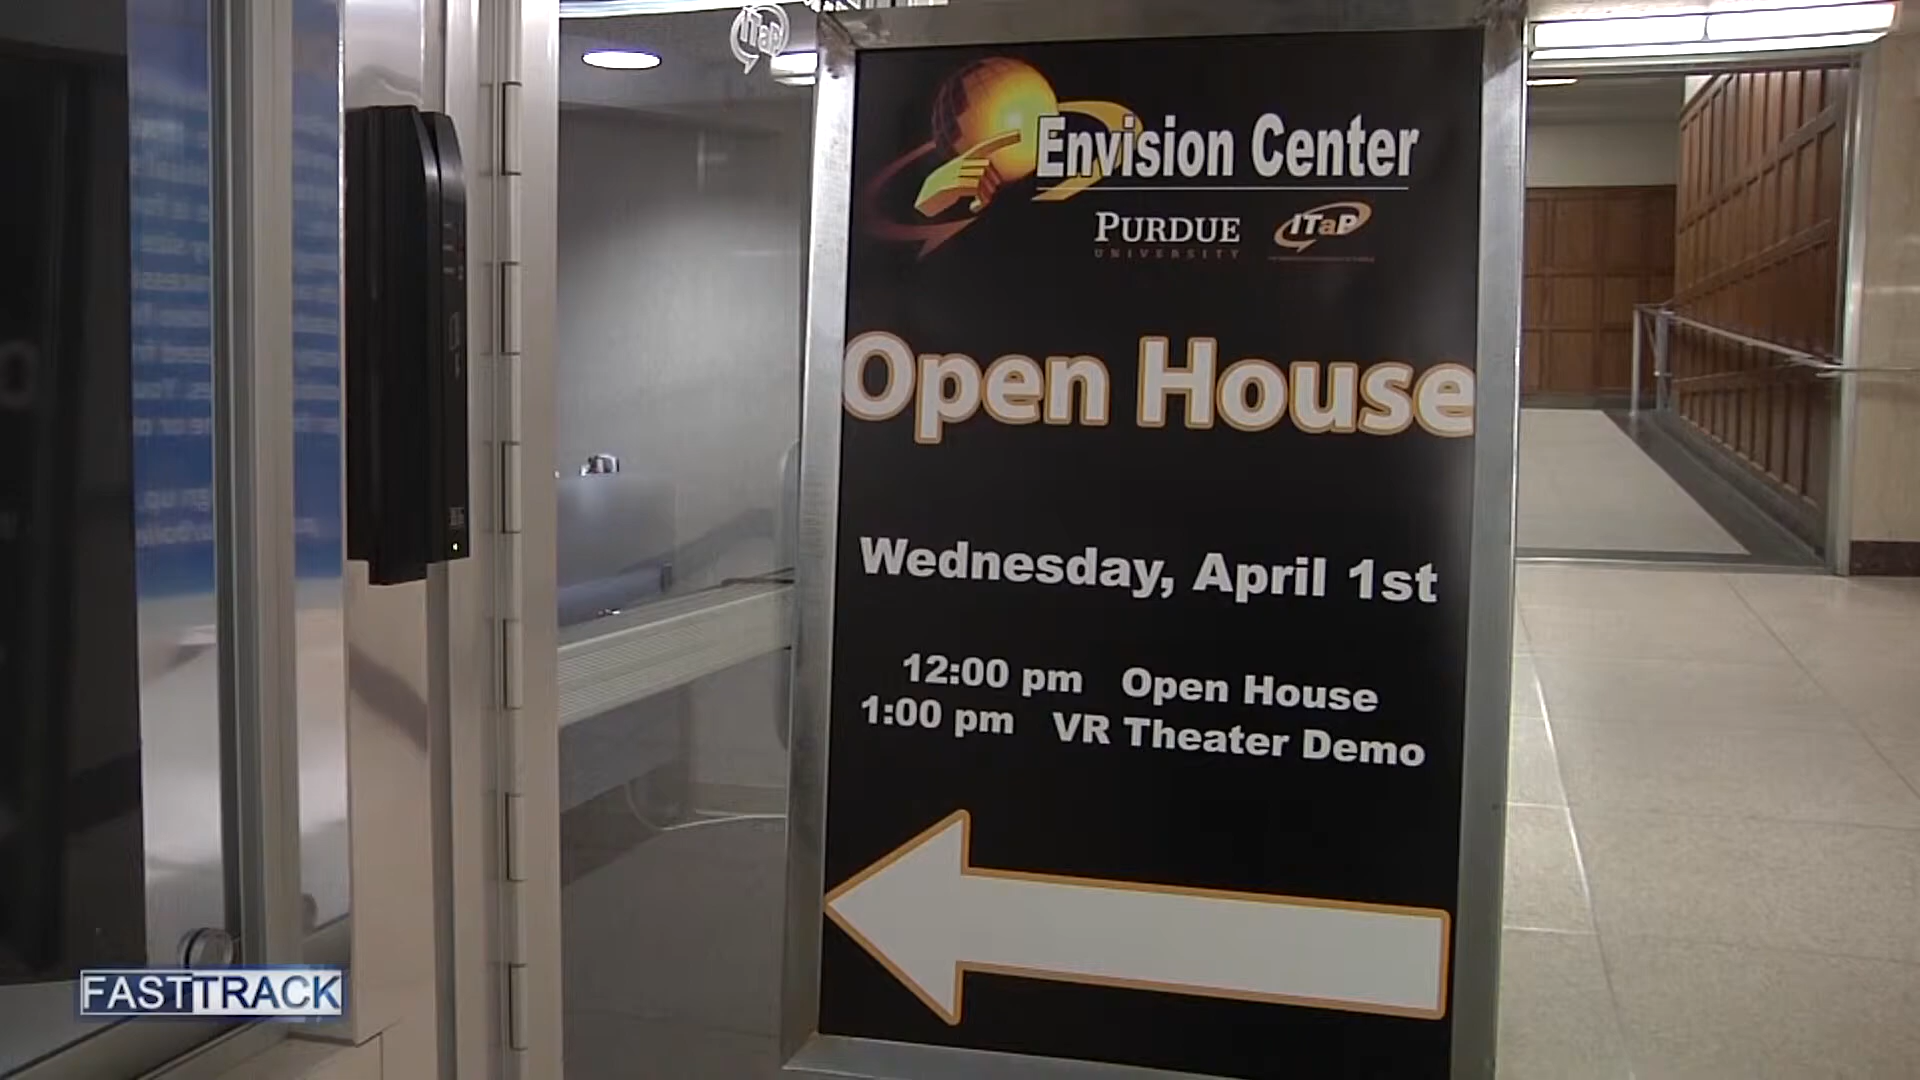 ITaP
Envision Center
PURDUE
UNIVERSITY
ITaP
Open House
Wednesday, April 1st
12:00 pm Open House
1:00 pm VR Theater Demo
FASTTRACK